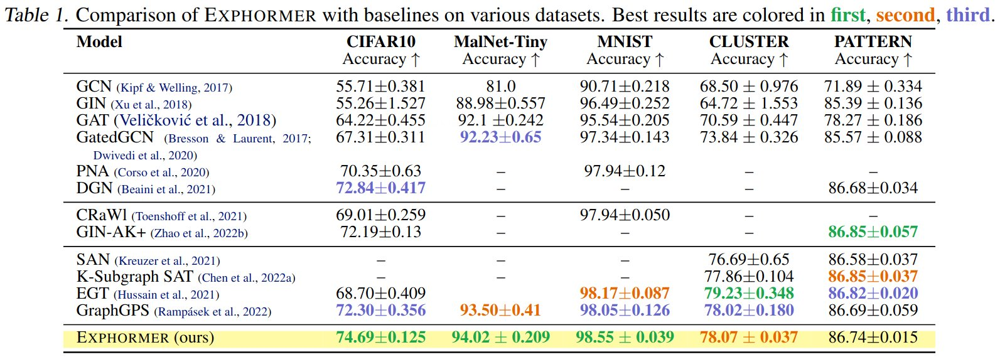 Table 1. Comparison of EXPHORMER with baselines on various datasets. Best results are colored in first, second, third.
Model CIFAR10 MalNet-Tiny MNIST CLUSTER PATTERN
Accuracy ↑ Accuracy ↑ Accuracy ↑ Accuracy ↑ Accuracy ↑
GCN (Kipf & Welling, 2017) 55.71±0.381 81.0 90.71±0.218 68.50 ± 0.976 71.89 ± 0.334
GIN (Xu et al., 2018) 55.26±1.527 88.98±0.557 96.49±0.252 64.72 ± 1.553 85.39 ± 0.136
GAT (Veličković et al., 2018) 64.22±0.455 92.1 ±0.242 95.54±0.205 70.59 ± 0.447 78.27 ± 0.186
GatedGCN (Bresson & Laurent, 2017; 67.31±0.311 92.23±0.65 97.34±0.143 73.84 ± 0.326 85.57 ± 0.088
Dwivedi et al., 2020)
PNA (Corso et al., 2020) 70.35±0.63 – 97.94±0.12 – –
DGN (Beaini et al., 2021) 72.84±0.417 – – – 86.68±0.034
CRaWl (Toenshoff et al., 2021) 69.01±0.259 – 97.94±0.050 – –
GIN-AK+ (Zhao et al., 2022b) 72.19±0.13 – – – 86.85±0.057
SAN (Kreuzer et al., 2021) – – – 76.69±0.65 86.58±0.037
K-Subgraph SAT (Chen et al., 2022a) – – – 77.86±0.104 86.85±0.037
EGT (Hussain et al., 2021) 68.70±0.409 98.17±0.087 79.23±0.348 86.82±0.020
GraphGPS (Rampásek et al., 2022) 72.30±0.356 93.50±0.41 98.05±0.126 78.02±0.180 86.69±0.059
EXPHORMER (ours) 74.69±0.125 94.02 ± 0.209 98.55 ± 0.039 78.07 ± 0.037 86.74±0.015